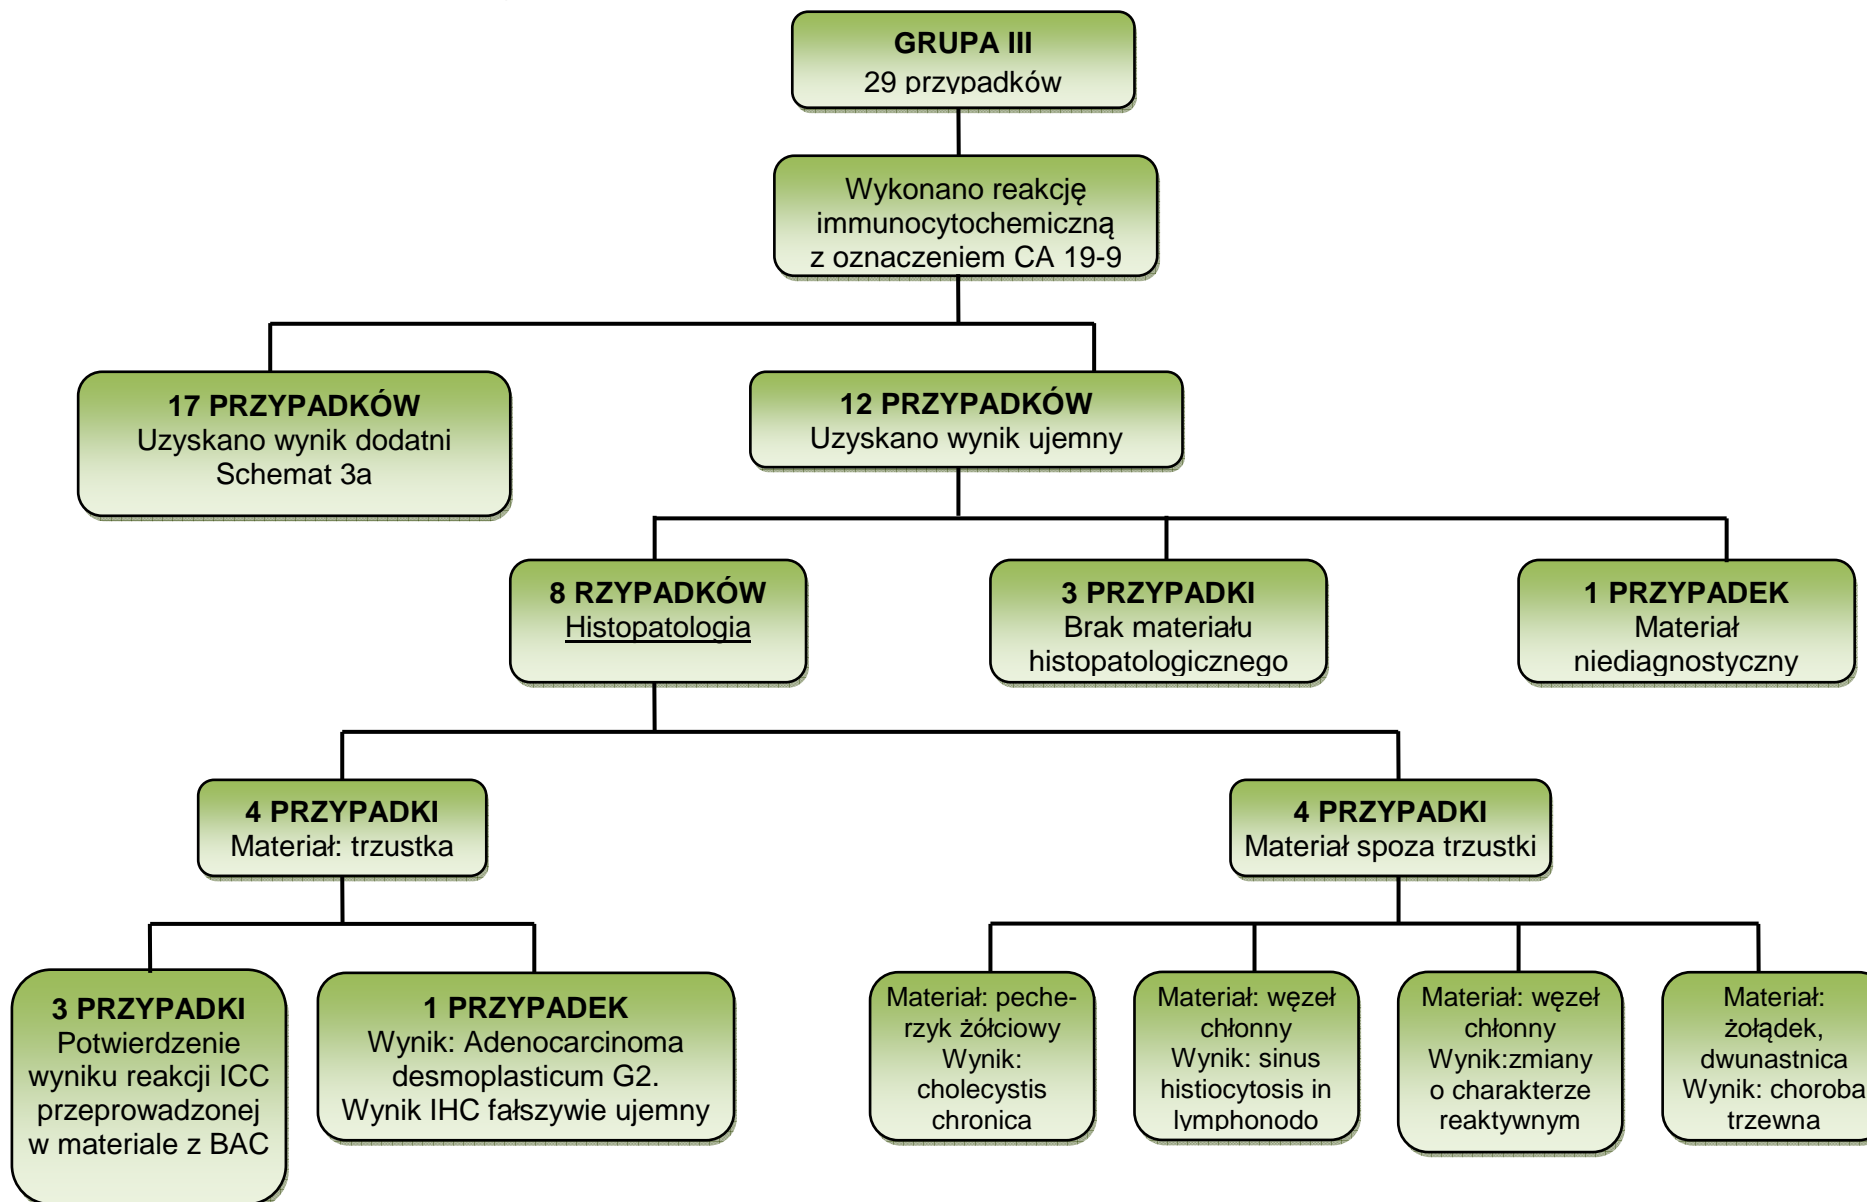 GRUPA III
29 przypadków
Wykonano reakcję
immunocytochemiczną
z oznaczeniem CA 19-9
17 PRZYPADKÓW
Uzyskano wynik dodatni
Schemat 3a
12 PRZYPADKÓW
Uzyskano wynik ujemny
8 RZYPADKÓW
Histopatologia
3 PRZYPADKI
Brak materiału
histopatologicznego
1 PRZYPADEK
Materiał
niediagnostyczny
4 PRZYPADKI
Materiał: trzustka
4 PRZYPADKI
Materiał spoza trzustki
3 PRZYPADKI
Potwierdzenie
wyniku reakcji ICC
przeprowadzonej
w materiale z BAC
1 PRZYPADEK
Wynik: Adenocarcinoma
desmoplasticum G2.
Wynik IHC fałszywie ujemny
Materiał: pęche-
rzyk żółciowy
Wynik:
cholecystis
chronica
Materiał: węzeł
chłonny
Wynik: sinus
histiocytosis in
lymphonodo
Materiał: węzeł
chłonny
Wynik:zmiany
o charakterze
reaktywnym
Materiał:
żołądek,
dwunastnica
Wynik: choroba
trzewna